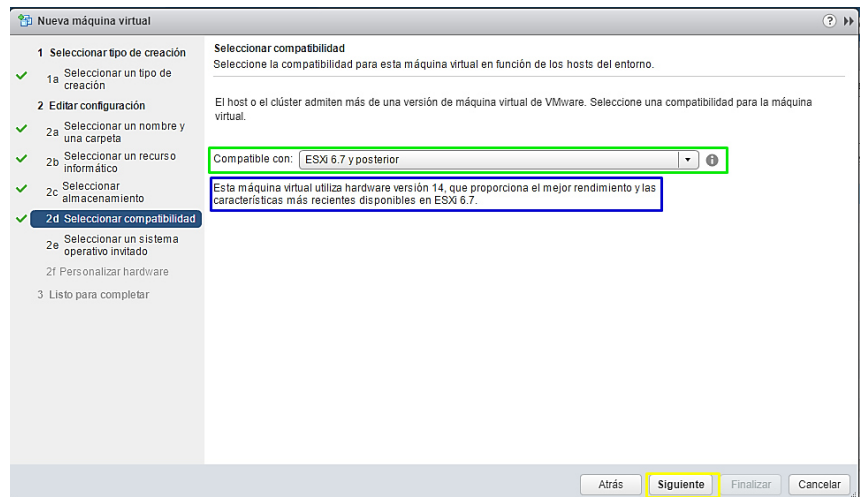 Nueva máquina virtual
?
1 Seleccionar tipo de creación
1a Seleccionar un tipo de
creación
2 Editar configuración
2a Seleccionar un nombre y
una carpeta
2b Seleccionar un recurso
informático
2c Seleccionar
almacenamiento
2d Seleccionar compatibilidad
2e Seleccionar un sistema
operativo invitado
2f Personalizar hardware
3 Listo para completar
Seleccionar compatibilidad
Seleccione la compatibilidad para esta máquina virtual en función de los hosts del entorno.
El host o el clúster admiten más de una versión de máquina virtual de VMware. Seleccione una compatibilidad para la máquina
virtual.
Compatible con: ESXi 6.7 y posterior
Esta máquina virtual utiliza hardware versión 14, que proporciona el mejor rendimiento y las
características más recientes disponibles en ESXi 6.7.
Atrás Siguiente Finalizar Cancelar